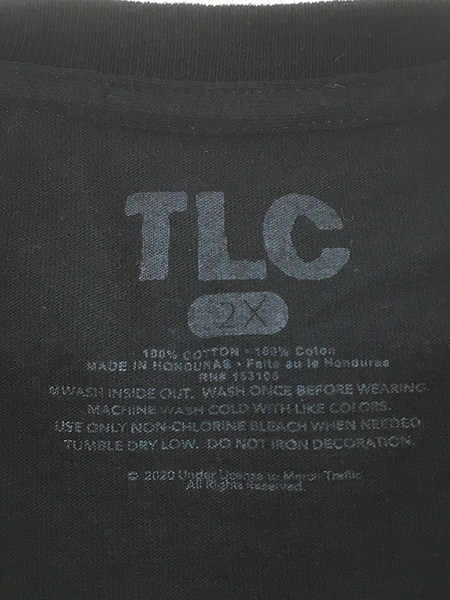 TLC
2X
100% COTTON • 100% Coton
MADE IN HONDURAS • Faite au le Honduras
RN# 153106
WASH INSIDE OUT. WASH ONCE BEFORE WEARING.
MACHINE WASH COLD WITH LIKE COLORS.
USE ONLY NON-CHLORINE BLEACH WHEN NEEDED.
TUMBLE DRY LOW. DO NOT IRON DECORATION.
© 2020 Under License to Merch Traffic
All Rights Reserved.